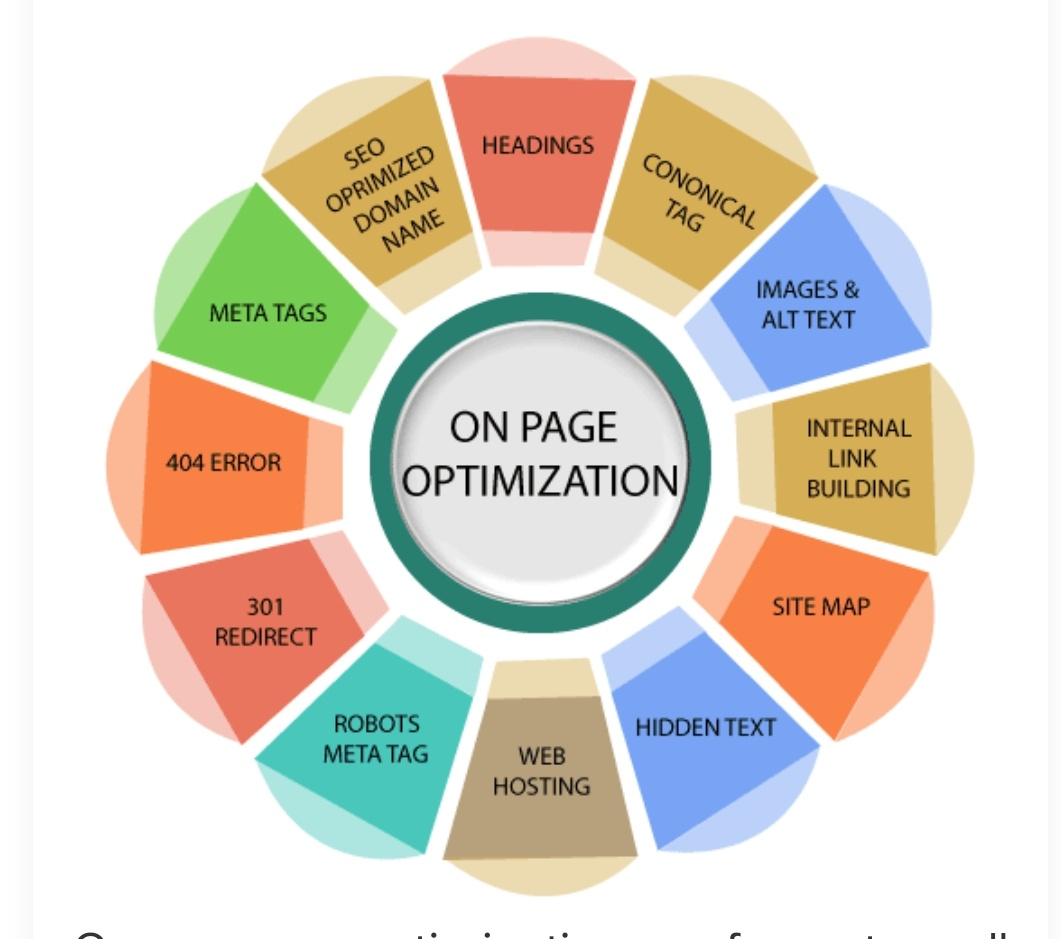 HEADINGS
CONONICAL
TAG
IMAGES &
ALT TEXT
INTERNAL
LINK
BUILDING
SITE MAP
HIDDEN TEXT
WEB
HOSTING
ROBOTS
META TAG
301
REDIRECT
404 ERROR
META TAGS
SEO
OPRIMIZED
DOMAIN
NAME
ON PAGE
OPTIMIZATION